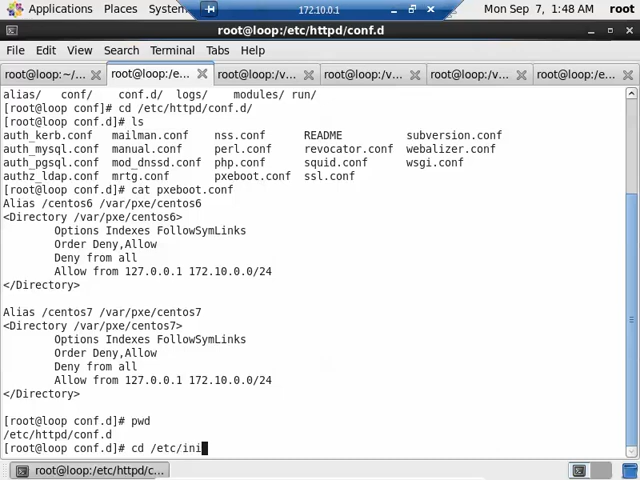 Applications Places System 172.10.0.1 Mon Sep 7, 1:48 AM root
root@loop:/etc/httpd/conf.d
File Edit View Search Terminal Tabs Help
root@loop:~/... root@loop:/e... root@loop:/v... root@loop:/v... root@loop:/v... root@loop:/e...
alias/ conf/ conf.d/ logs/ modules/ run/
[root@loop conf]# cd /etc/httpd/conf.d/
[root@loop conf.d]# ls
auth_kerb.conf mailman.conf nss.conf README subversion.conf
auth_mysql.conf manual.conf perl.conf revocator.conf webalizer.conf
auth_pgsql.conf mod_dnssd.conf php.conf squid.conf wsgi.conf
authz_ldap.conf mrtg.conf pxeboot.conf ssl.conf
[root@loop conf.d]# cat pxeboot.conf
Alias /centos6 /var/pxe/centos6
<Directory /var/pxe/centos6>
Options Indexes FollowSymLinks
Order Deny,Allow
Deny from all
Allow from 127.0.0.1 172.10.0.0/24
</Directory>
Alias /centos7 /var/pxe/centos7
<Directory /var/pxe/centos7>
Options Indexes FollowSymLinks
Order Deny,Allow
Deny from all
Allow from 127.0.0.1 172.10.0.0/24
</Directory>
[root@loop conf.d]# pwd
/etc/httpd/conf.d
[root@loop conf.d]# cd /etc/ini
root@loop:/etc/httpd/c...